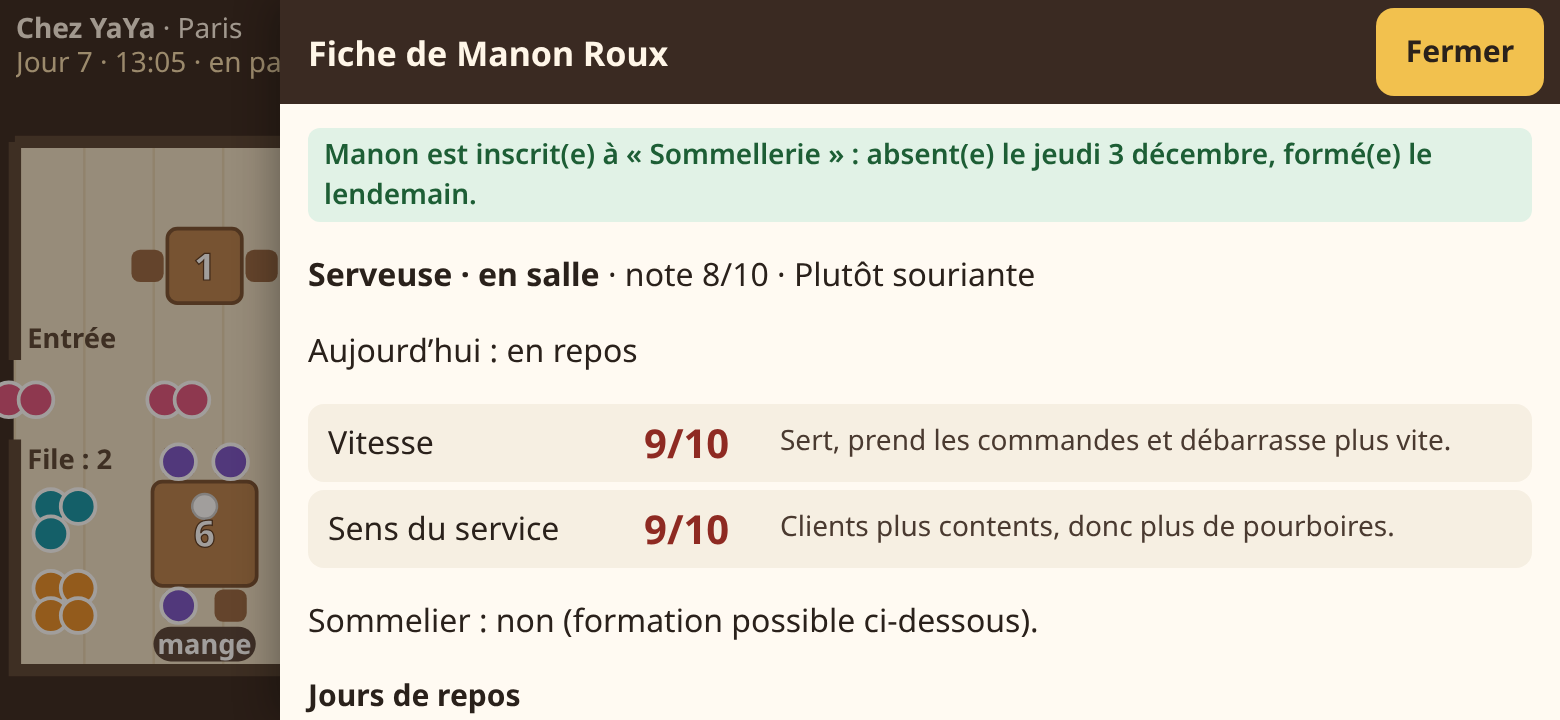 Chez YaYa · Paris
Jour 7 · 13:05 · en pa
Fiche de Manon Roux
Fermer
Manon est inscrit(e) à « Sommellerie » : absent(e) le jeudi 3 décembre, formé(e) le
lendemain.
Serveuse · en salle · note 8/10 · Plutôt souriante
Aujourd’hui : en repos
Vitesse 9/10 Sert, prend les commandes et débarrasse plus vite.
Sens du service 9/10 Clients plus contents, donc plus de pourboires.
Sommelier : non (formation possible ci-dessous).
Jours de repos
1
Entrée
File : 2
6
mange